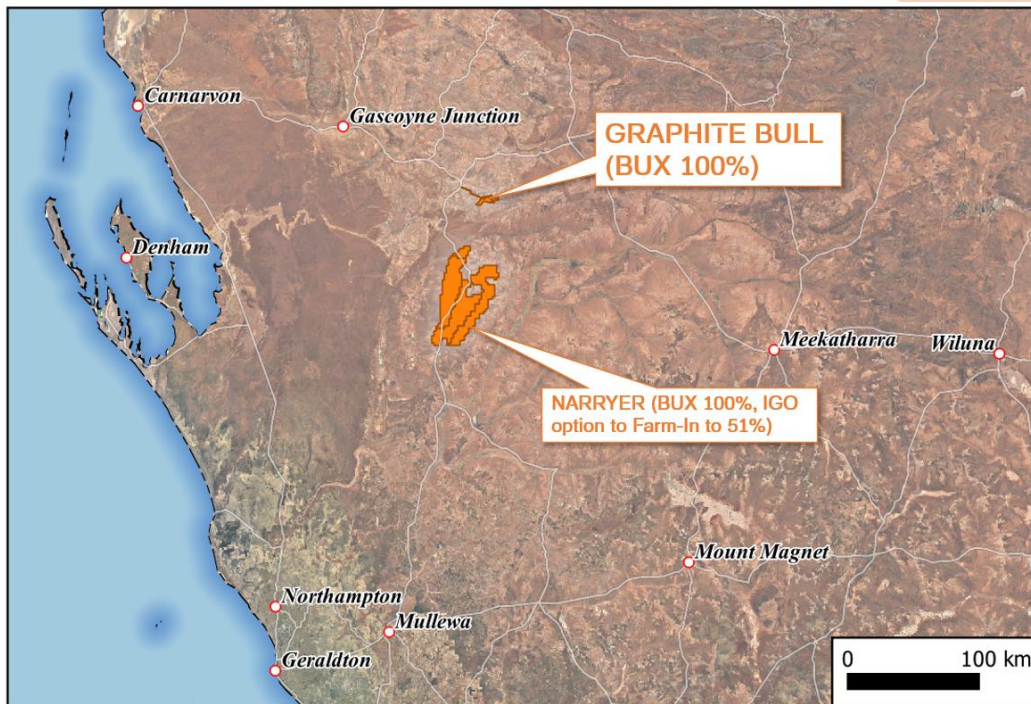 Carnarvon
Gascoyne Junction
GRAPHITE BULL
(BUX 100%)
Denham
Meekatharra
Wiluna
NARRYER (BUX 100%, IGO
option to Farm-In to 51%)
Mount Magnet
Northampton
Mullewa
Geraldton
0 100 km